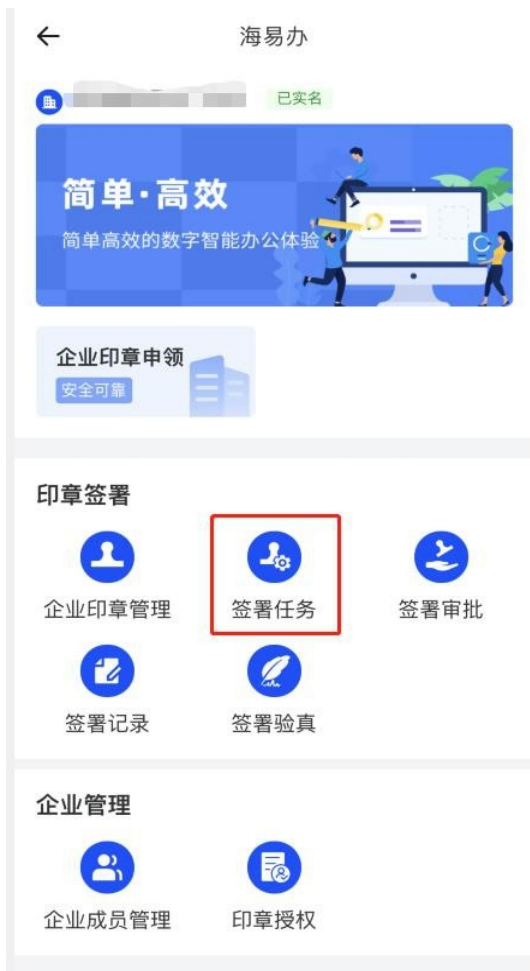 海易办
已实名
简单·高效
简单高效的数字智能办公体验
企业印章申领
安全可靠
印章签署
企业印章管理
签署任务
签署审批
签署记录
签署验真
企业管理
企业成员管理
印章授权